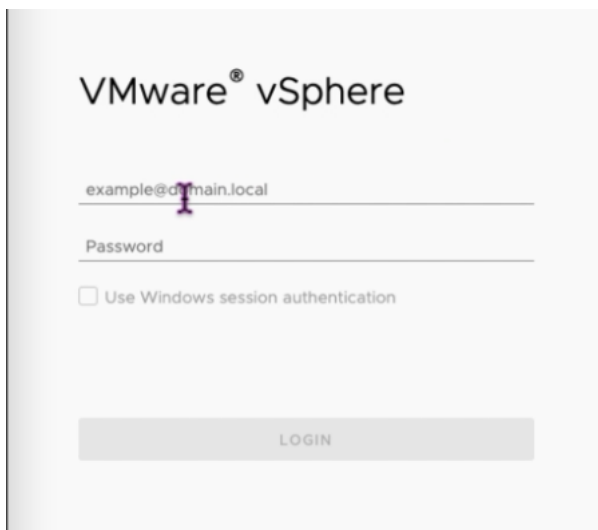 VMware® vSphere
example@domain.local
Password
Use Windows session authentication
LOGIN